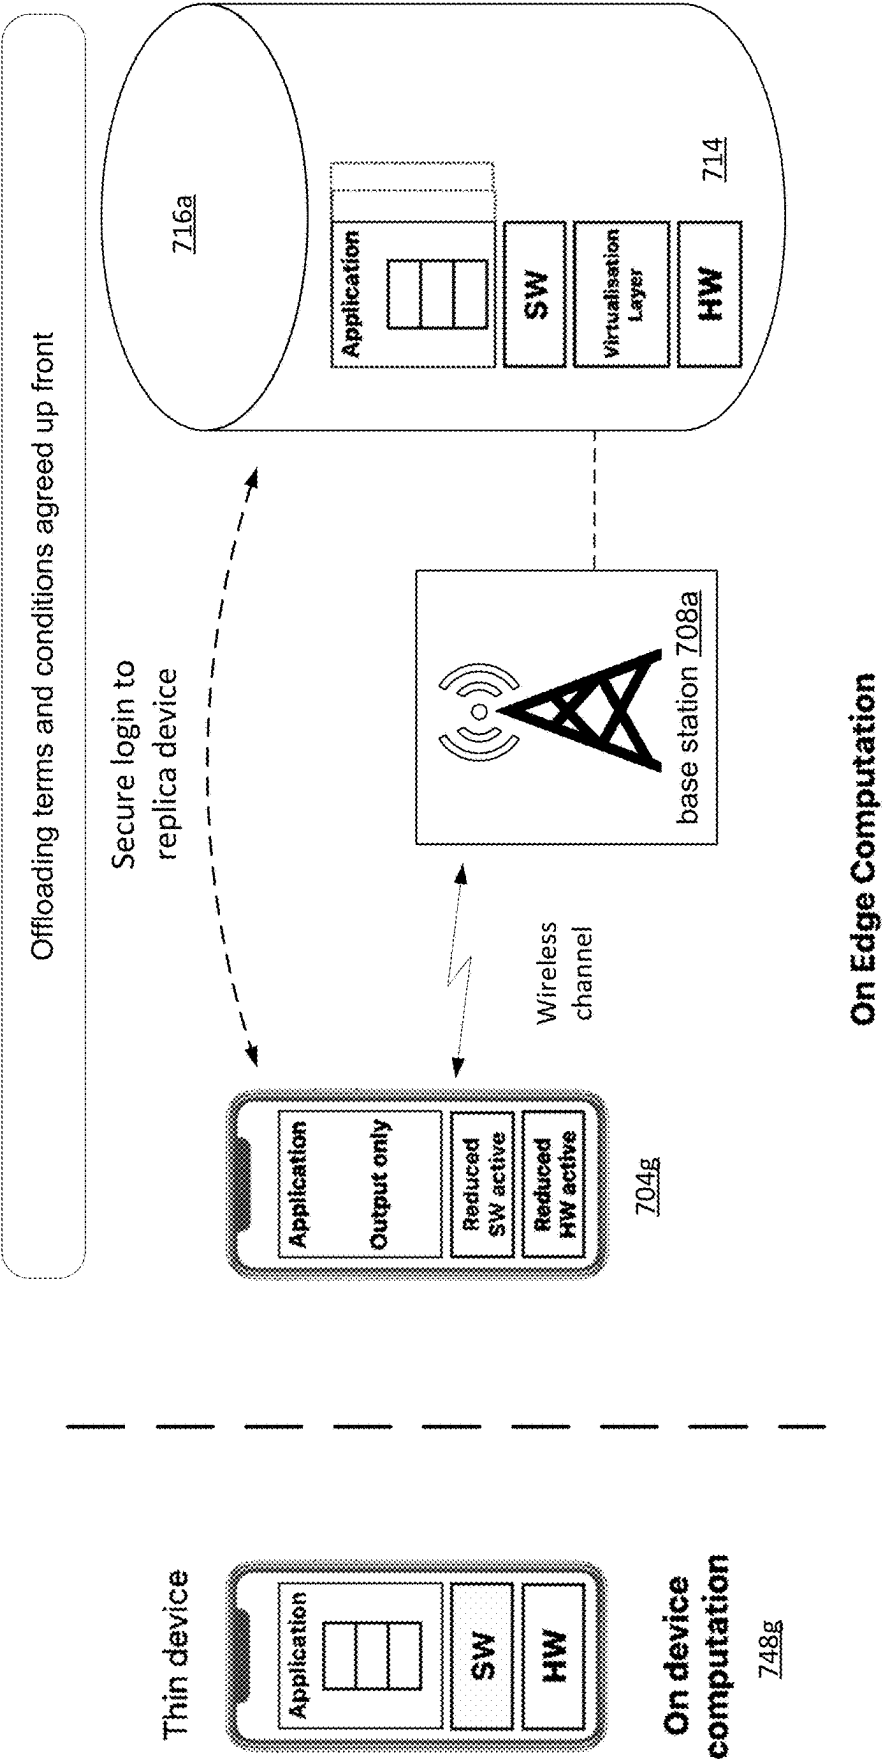 Offloading terms and conditions agreed up front
Thin device
Application
SW
HW
On device
computation
748g
Secure login to
replica device
Application
Output only
Reduced
SW active
Reduced
HW active
704g
Wireless
channel
base station 708a
716a
Application
SW
Virtualisation
Layer
HW
714
On Edge Computation